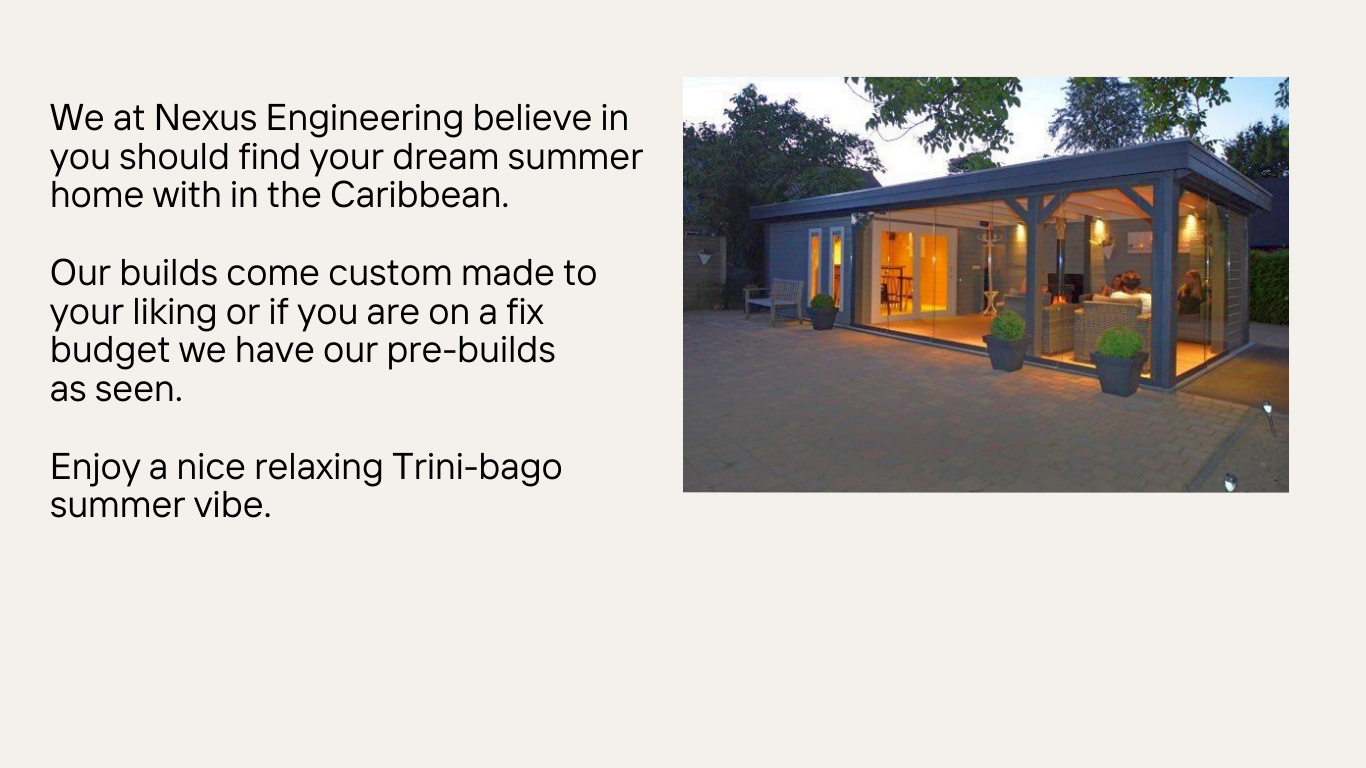 We at Nexus Engineering believe in
you should find your dream summer
home with in the Caribbean.
Our builds come custom made to
your liking or if you are on a fix
budget we have our pre-builds
as seen.
Enjoy a nice relaxing Trini-bago
summer vibe.